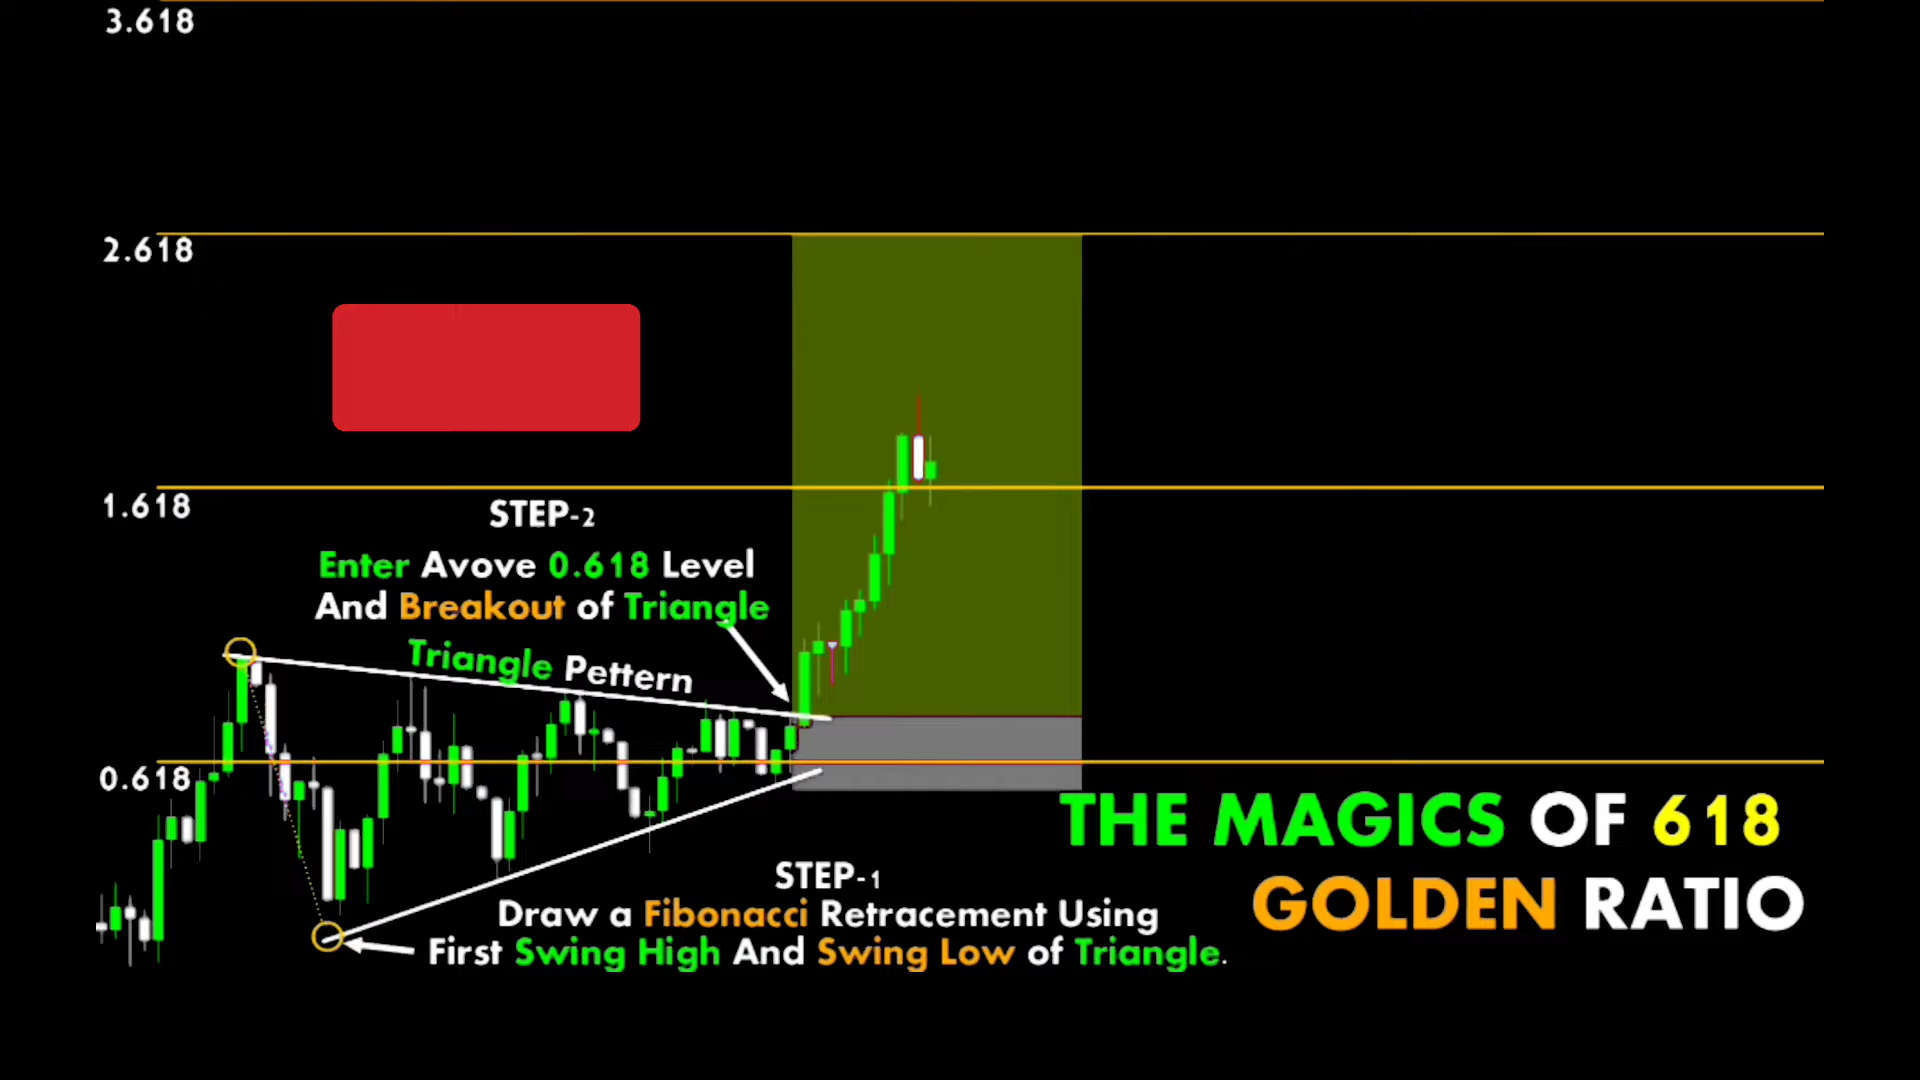 3.618
2.618
1.618
STEP-2
Enter Avove 0.618 Level
And Breakout of Triangle
Triangle Pettern
0.618
THE MAGICS OF 618
GOLDEN RATIO
STEP-1
Draw a Fibonacci Retracement Using
First Swing High And Swing Low of Triangle.